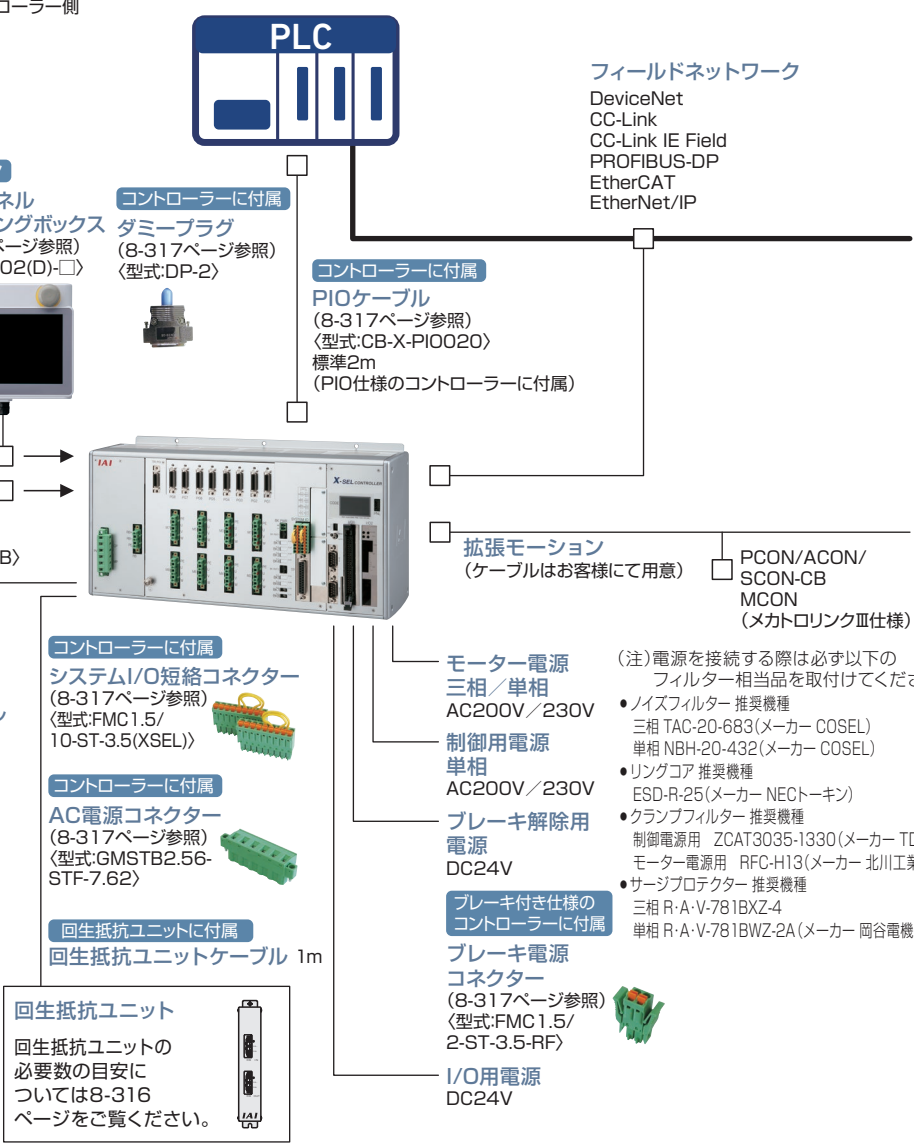 ローラー側
PLC
フィールドネットワーク
DeviceNet
CC-Link
CC-Link IE Field
PROFIBUS-DP
EtherCAT
EtherNet/IP
ネル
ングボックス
ページ参照)
02(D)-□〉
コントローラーに付属
ダミープラグ
(8-317ページ参照)
〈型式:DP-2〉
コントローラーに付属
PIOケーブル
(8-317ページ参照)
〈型式:CB-X-PIO020〉
標準2m
(PIO仕様のコントローラーに付属)
IAI
X-SEL CONTROLLER
B〉
拡張モーション
(ケーブルはお客様にて用意)
PCON/ACON/
SCON-CB
MCON
(メカトロリンクⅢ仕様)
コントローラーに付属
システムI/O短絡コネクター
(8-317ページ参照)
〈型式:FMC1.5/
10-ST-3.5(XSEL)〉
コントローラーに付属
AC電源コネクター
(8-317ページ参照)
〈型式:GMSTB2.56-
STF-7.62〉
回生抵抗ユニットに付属
回生抵抗ユニットケーブル 1m
回生抵抗ユニット
回生抵抗ユニットの
必要数の目安に
ついては8-316
ページをご覧ください。
IAI
モーター電源
三相/単相
AC200V/230V
制御用電源
単相
AC200V/230V
ブレーキ解除用
電源
DC24V
ブレーキ付き仕様の
コントローラーに付属
ブレーキ電源
コネクター
(8-317ページ参照)
〈型式:FMC1.5/
2-ST-3.5-RF〉
I/O用電源
DC24V
(注)電源を接続する際は必ず以下の
フィルター相当品を取付けてくださ
●ノイズフィルター 推奨機種
三相 TAC-20-683(メーカー COSEL)
単相 NBH-20-432(メーカー COSEL)
●リングコア 推奨機種
ESD-R-25(メーカー NECトーキン)
●クランプフィルター 推奨機種
制御電源用 ZCAT3035-1330(メーカー TD
モーター電源用 RFC-H13(メーカー 北川工業
●サージプロテクター 推奨機種
三相 R・A・V-781BXZ-4
単相 R・A・V-781BWZ-2A(メーカー 岡谷電機